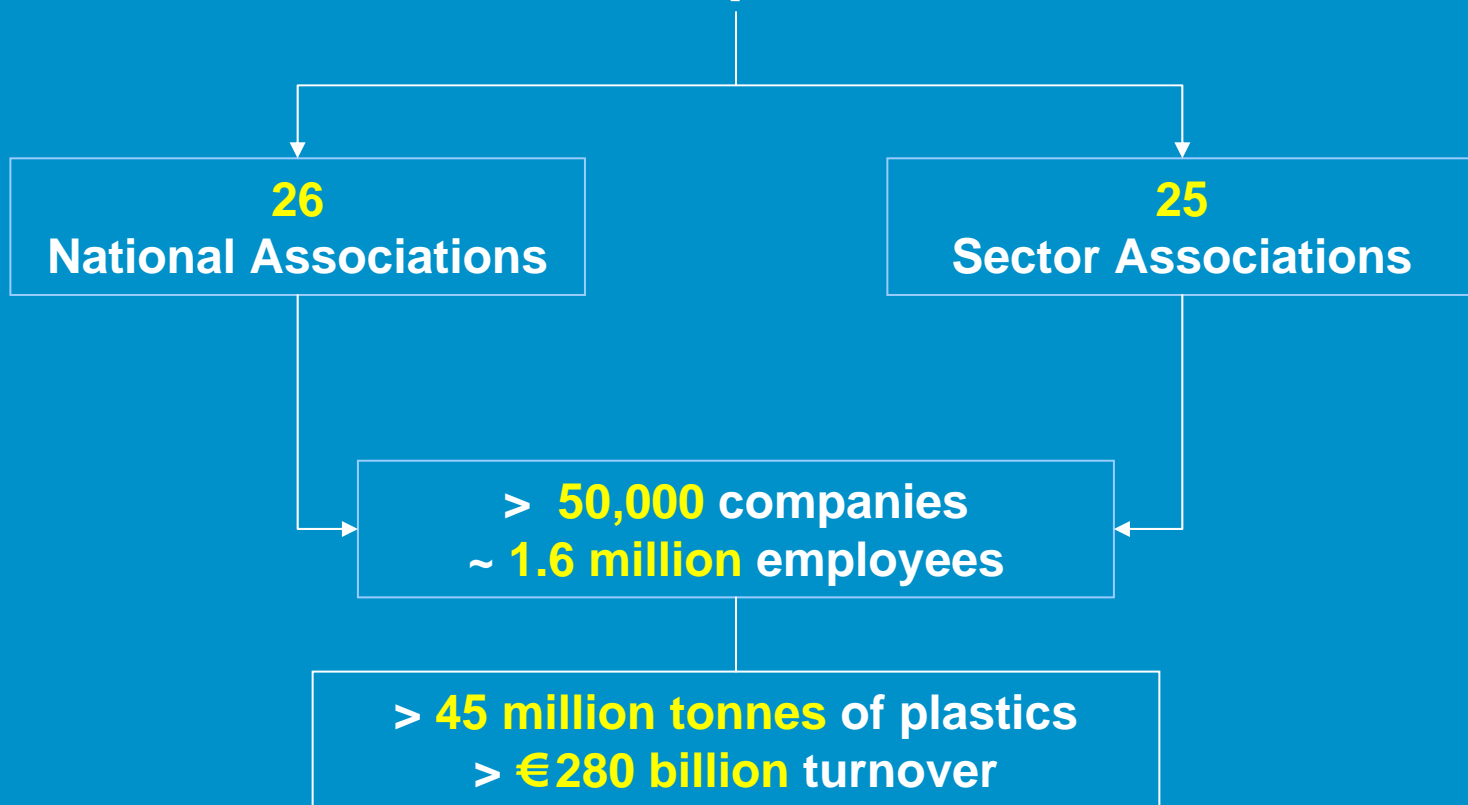 26
National Associations
25
Sector Associations
> 50,000 companies
~ 1.6 million employees
> 45 million tonnes of plastics
> €280 billion turnover